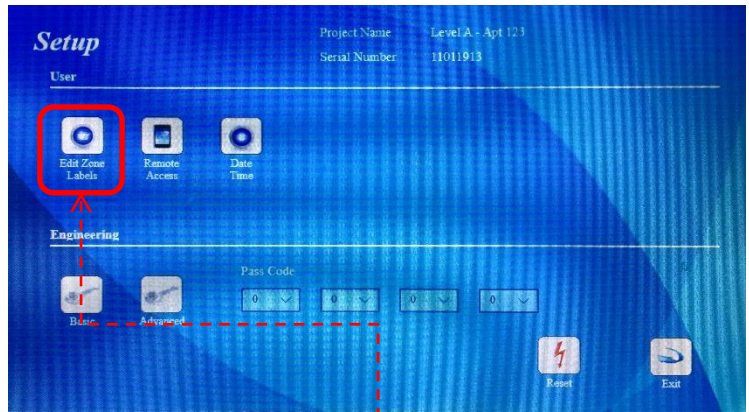 Setup
Project Name Level A - Apt 123
Serial Number 11011913
User
Edit Zone Labels
Remote Access
Date Time
Engineering
Pass Code
0 0 0 0
Basic
Advanced
Reset
Exit